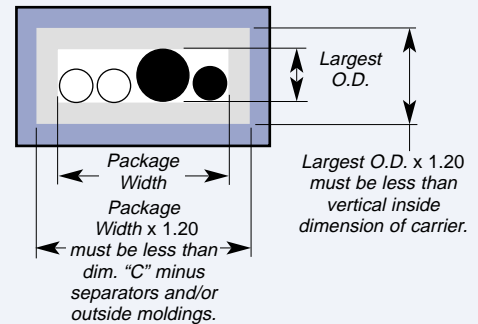 Largest
O.D.
Package
Width
Package
Width x 1.20
must be less than
dim. “C” minus
separators and/or
outside moldings.
Largest O.D. x 1.20
must be less than
vertical inside
dimension of carrier.